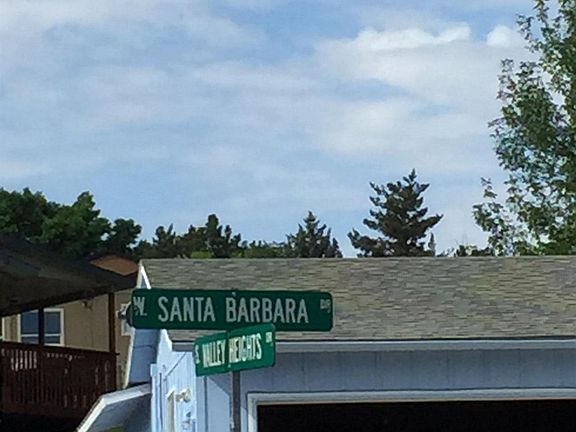 W. SANTA BARBARA DR
S. VALLEY HEIGHTS DR